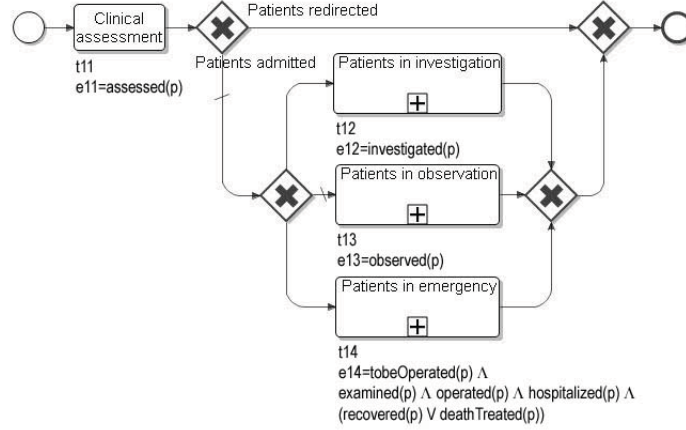 Clinical
assessment
Patients redirected
t11
e11=assessed(p)
Patients admitted
Patients in investigation
t12
e12=investigated(p)
Patients in observation
t13
e13=observed(p)
Patients in emergency
t14
e14=tobeOperated(p) Λ
examined(p) Λ operated(p) Λ hospitalized(p) Λ
(recovered(p) V deathTreated(p))